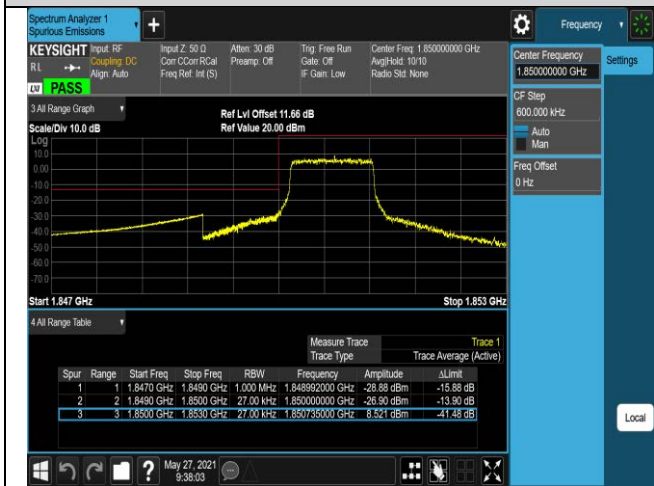 Spectrum Analyzer 1
Spurious Emissions
Frequency
KEYSIGHT Input: RF Input Z: 50 Ω Atten: 30 dB Trig: Free Run Center Freq: 1.850000000 GHz
RL Coupling: DC Corr CCorr RCal Preamp: Off Gate: Off Avg|Hold: 10/10
Align: Auto Freq Ref: Int (S) IF Gain: Low Radio Std: None
PASS
Center Frequency
1.850000000 GHz
Settings
CF Step
600.000 kHz
Auto
Man
Freq Offset
0 Hz
3 All Range Graph
Ref Lvl Offset 11.66 dB
Scale/Div 10.0 dB Ref Value 20.00 dBm
Log
10.0
0.00
-10.0
-20.0
-30.0
-40.0
-50.0
-60.0
-70.0
Start 1.847 GHz Stop 1.853 GHz
4 All Range Table
Measure Trace Trace 1
Trace Type Trace Average (Active)
Spur Range Start Freq Stop Freq RBW Frequency Amplitude ΔLimit
1 1 1.8470 GHz 1.8490 GHz 1.000 MHz 1.848992000 GHz -28.88 dBm -15.88 dB
2 2 1.8490 GHz 1.8500 GHz 27.00 kHz 1.850000000 GHz -26.90 dBm -13.90 dB
3 3 1.8500 GHz 1.8530 GHz 27.00 kHz 1.850735000 GHz 8.521 dBm -41.48 dB
Local
May 27, 2021
9:38:03